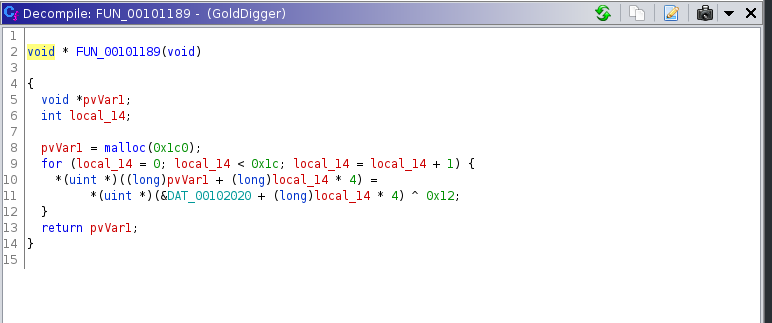 Decompile: FUN_00101189 - (GoldDigger)
1
2 void * FUN_00101189(void)
3
4 {
5 void *pvVar1;
6 int local_14;
7
8 pvVar1 = malloc(0x1c0);
9 for (local_14 = 0; local_14 < 0x1c; local_14 = local_14 + 1) {
10 *(uint *)((long)pvVar1 + (long)local_14 * 4) =
11 *(uint *)(&DAT_00102020 + (long)local_14 * 4) ^ 0x12;
12 }
13 return pvVar1;
14 }
15